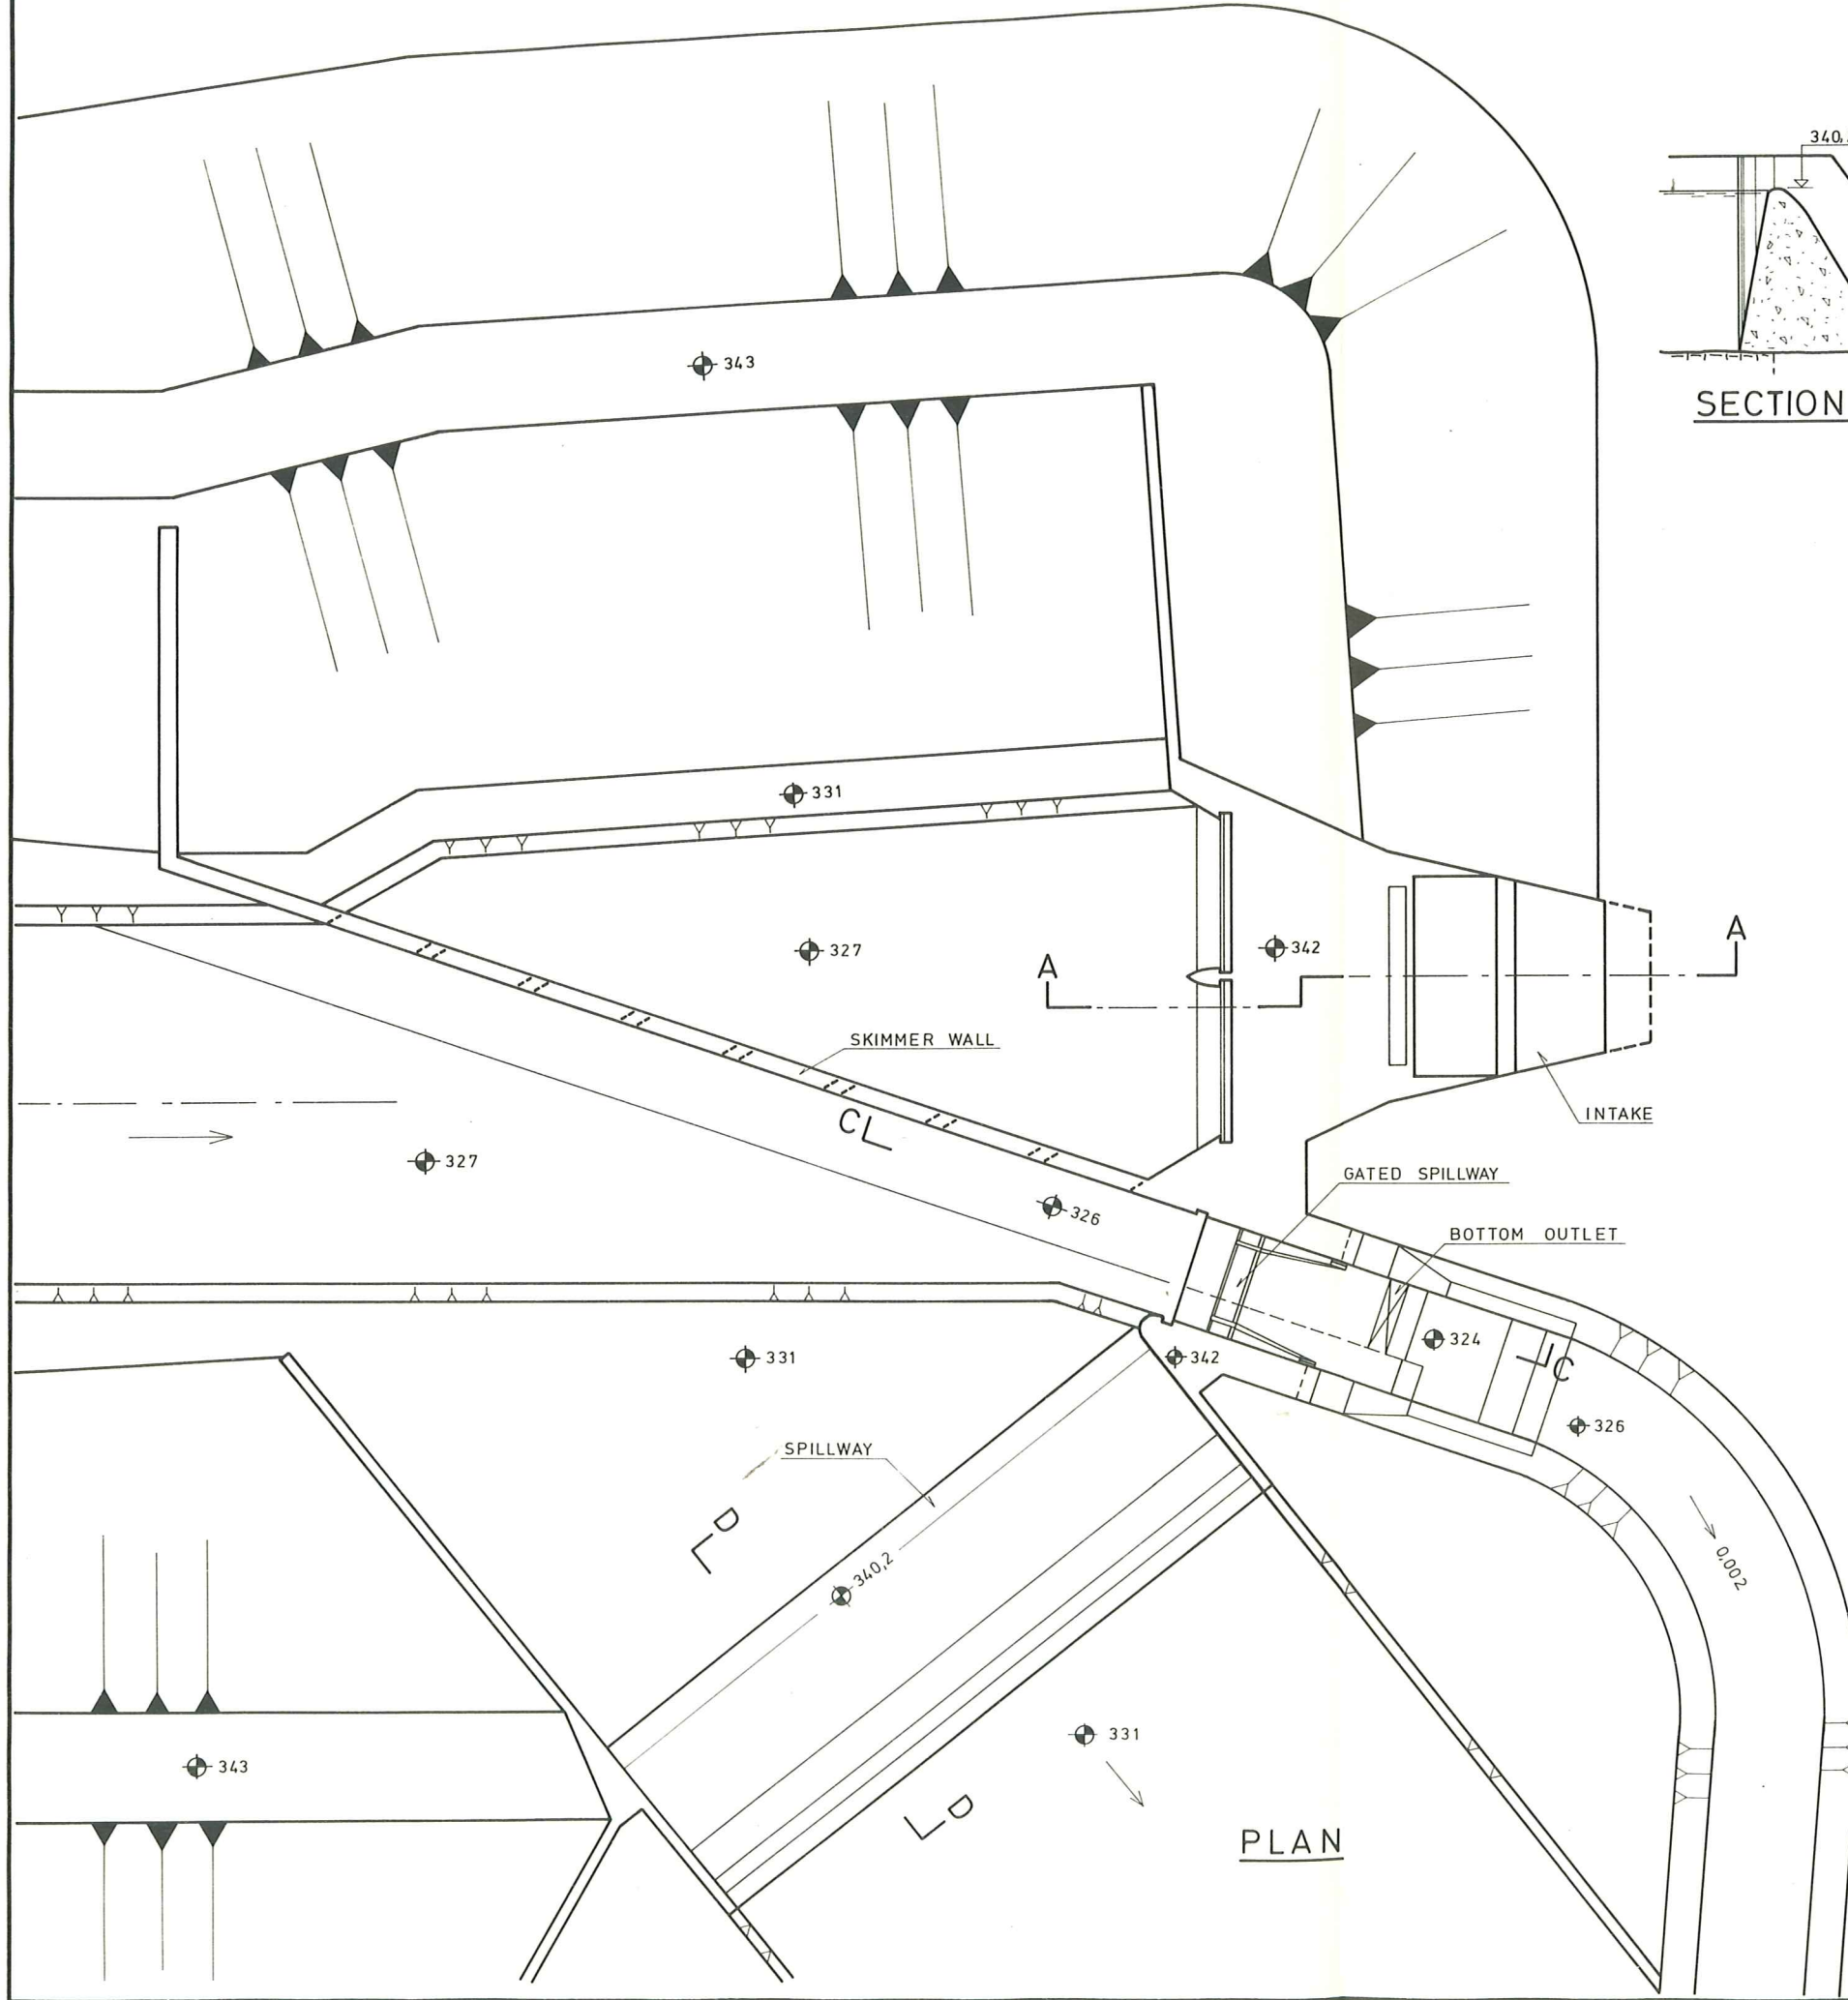 340,
SECTION
343
331
327
A
342
A
SKIMMER WALL
INTAKE
C
327
GATED SPILLWAY
326
BOTTOM OUTLET
324
342
331
C
326
SPILLWAY
D
340,2
0,002
331
343
D
PLAN